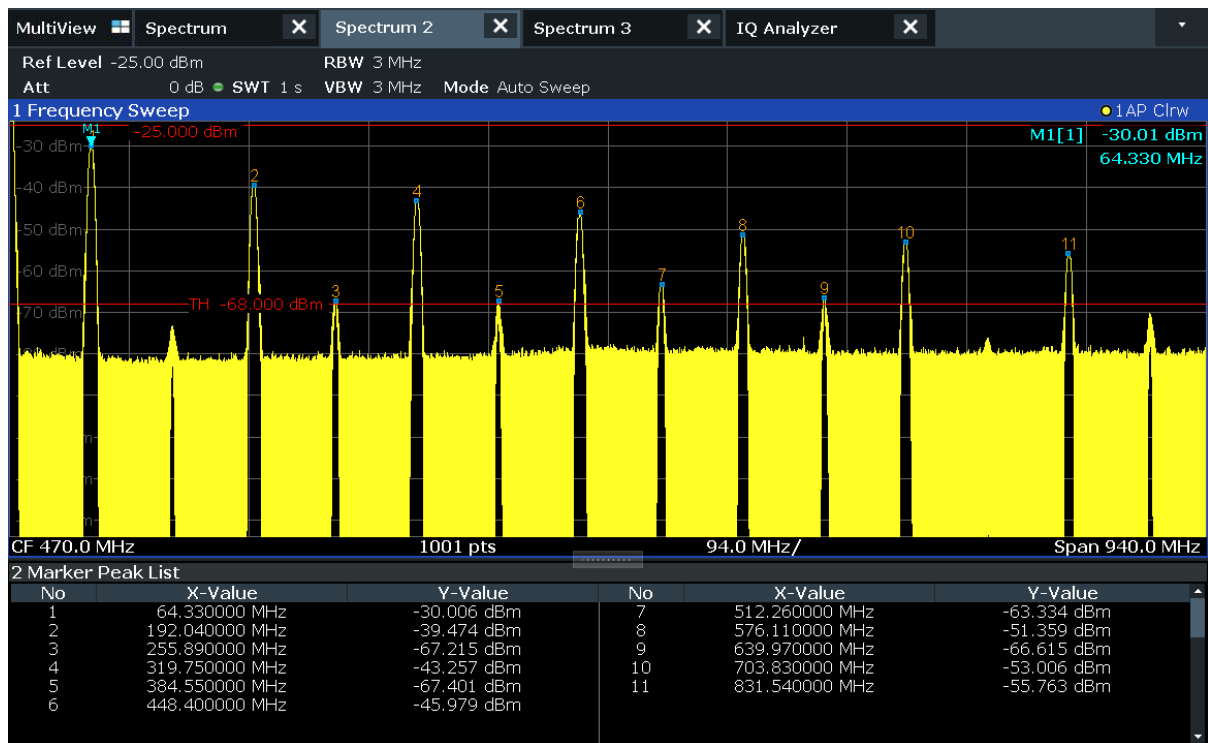 MultiView Spectrum X Spectrum 2 X Spectrum 3 X IQ Analyzer X
Ref Level -25.00 dBm RBW 3 MHz
Att 0 dB SWT 1 s VBW 3 MHz Mode Auto Sweep
1 Frequency Sweep 1AP Clrw
M1 -25.000 dBm M1[1] -30.01 dBm
-30 dBm 64.330 MHz
2
-40 dBm 4
6
-50 dBm 8
10
11
-60 dBm
7
3 5 9
TH -68.000 dBm
-70 dBm
CF 470.0 MHz 1001 pts 94.0 MHz/ Span 940.0 MHz
2 Marker Peak List
No X-Value Y-Value No X-Value Y-Value
1 64.330000 MHz -30.006 dBm 7 512.260000 MHz -63.334 dBm
2 192.040000 MHz -39.474 dBm 8 576.110000 MHz -51.359 dBm
3 255.890000 MHz -67.215 dBm 9 639.970000 MHz -66.615 dBm
4 319.750000 MHz -43.257 dBm 10 703.830000 MHz -53.006 dBm
5 384.550000 MHz -67.401 dBm 11 831.540000 MHz -55.763 dBm
6 448.400000 MHz -45.979 dBm